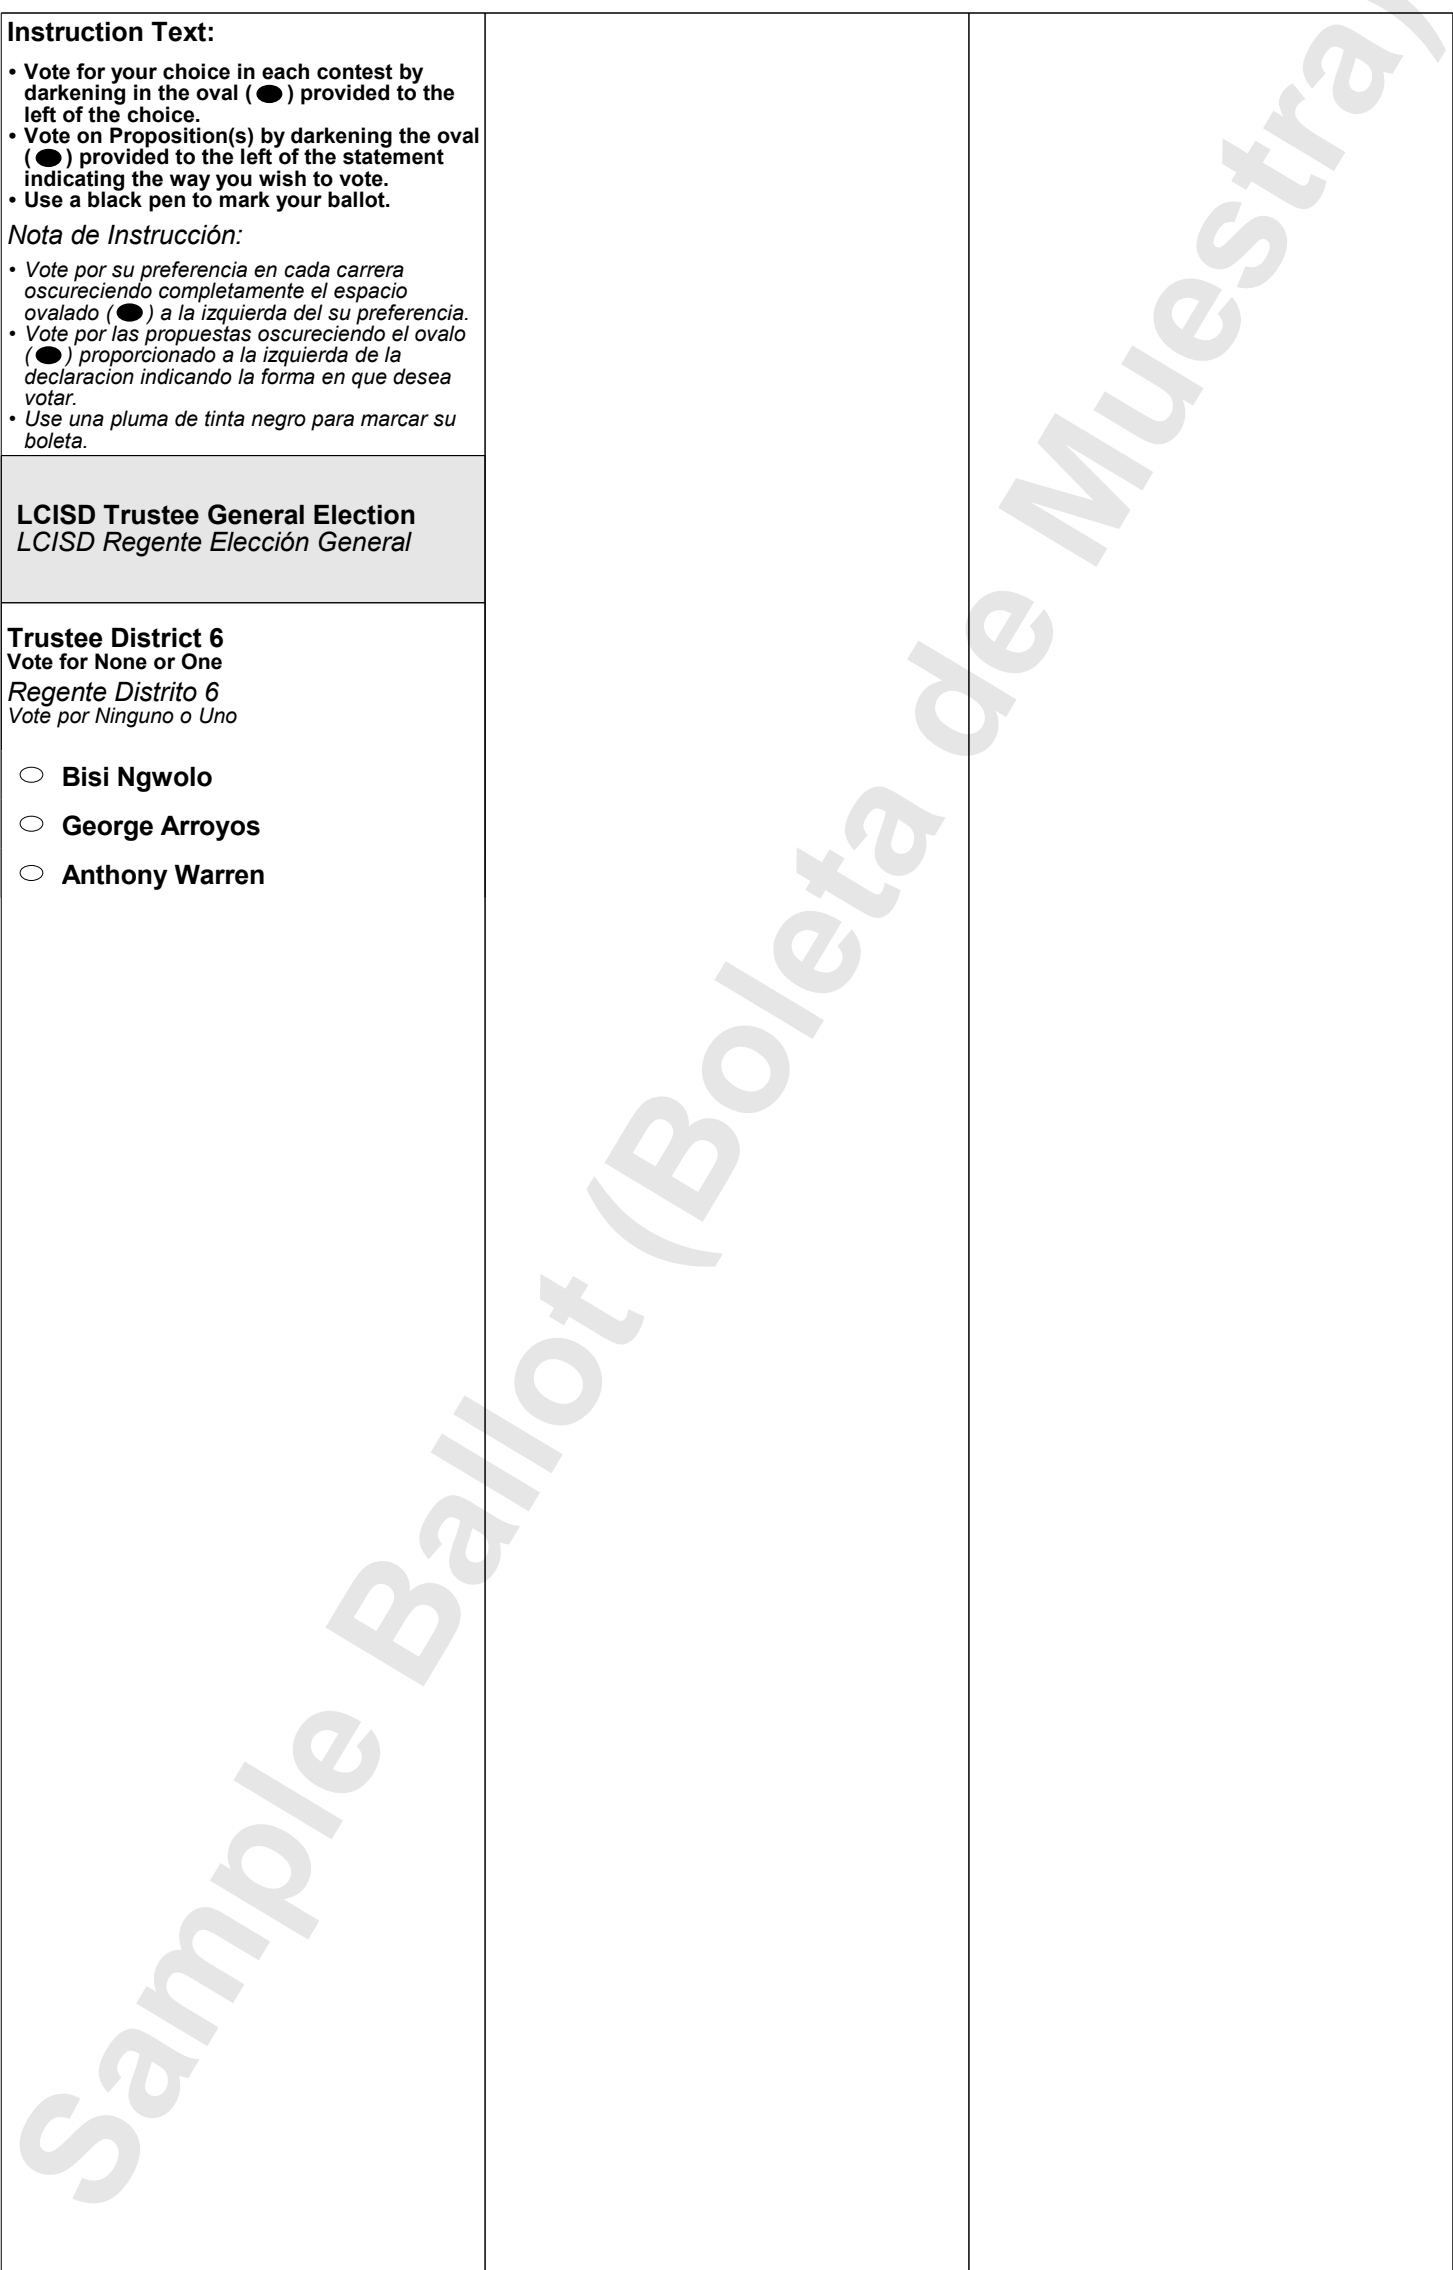 Instruction Text:
• Vote for your choice in each contest by
darkening in the oval ( ) provided to the
left of the choice.
• Vote on Proposition(s) by darkening the oval
( ) provided to the left of the statement
indicating the way you wish to vote.
• Use a black pen to mark your ballot.
Nota de Instrucción:
• Vote por su preferencia en cada carrera
oscureciendo completamente el espacio
ovalado ( ) a la izquierda del su preferencia.
• Vote por las propuestas oscureciendo el ovalo
( ) proporcionado a la izquierda de la
declaracion indicando la forma en que desea
votar.
• Use una pluma de tinta negro para marcar su
boleta.
LCISD Trustee General Election
LCISD Regente Elección General
Trustee District 6
Vote for None or One
Regente Distrito 6
Vote por Ninguno o Uno
Bisi Ngwolo
George Arroyos
Anthony Warren
Sample Ballot (Boleta de Muestra)